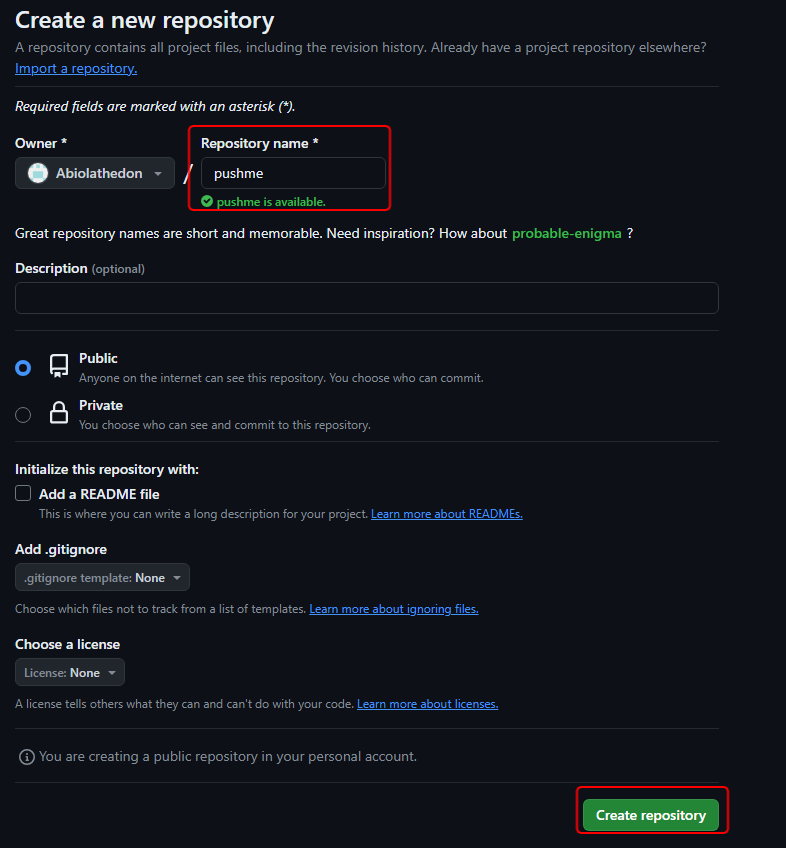 Create a new repository
A repository contains all project files, including the revision history. Already have a project repository elsewhere?
Import a repository.
Required fields are marked with an asterisk (*).
Owner *
Repository name *
Abiolathedon
/
pushme
pushme is available.
Great repository names are short and memorable. Need inspiration? How about probable-enigma ?
Description (optional)
Public
Anyone on the internet can see this repository. You choose who can commit.
Private
You choose who can see and commit to this repository.
Initialize this repository with:
Add a README file
This is where you can write a long description for your project. Learn more about READMEs.
Add .gitignore
.gitignore template: None
Choose which files not to track from a list of templates. Learn more about ignoring files.
Choose a license
License: None
A license tells others what they can and can't do with your code. Learn more about licenses.
You are creating a public repository in your personal account.
Create repository